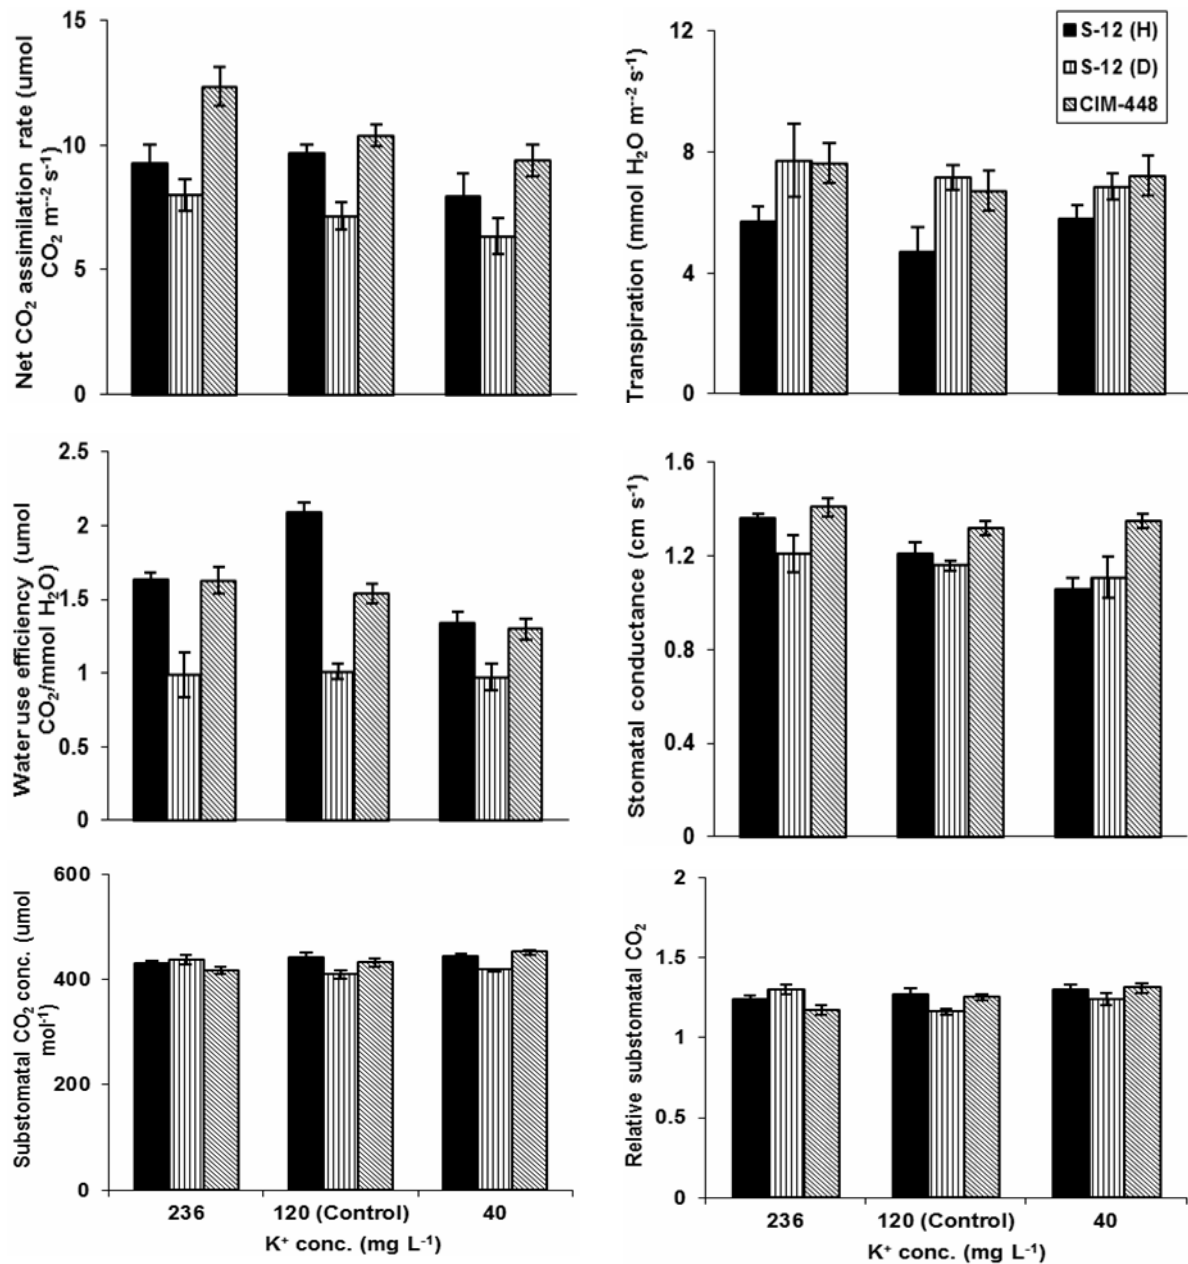 Net CO₂ assimilation rate (umol
CO₂ m⁻² s⁻¹)
15
10
5
0
Transpiration (mmol H₂O m⁻² s⁻¹)
12
8
4
0
S-12 (H)
S-12 (D)
CIM-448
Water use efficiency (umol
CO₂/mmol H₂O)
2.5
2
1.5
1
0.5
0
Stomatal conductance (cm s⁻¹)
1.6
1.2
0.8
0.4
0
Substomatal CO₂ conc. (umol
mol⁻¹)
600
400
200
0
236
120 (Control)
40
K⁺ conc. (mg L⁻¹)
Relative substomatal CO₂
2
1.5
1
0.5
0
236
120 (Control)
40
K⁺ conc. (mg L⁻¹)